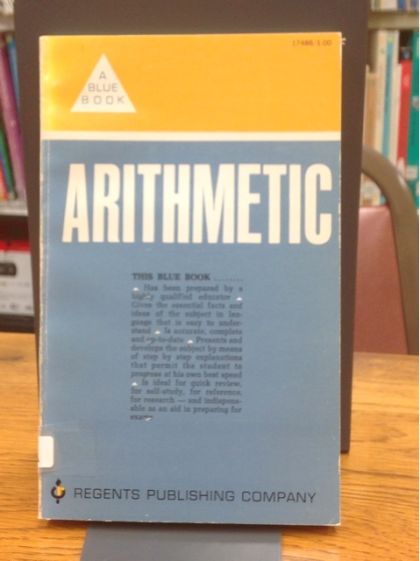 17486/1.00
A
BLUE
BOOK
ARITHMETIC
THIS BLUE BOOK ........
Has been prepared by a
highly qualified educator
Gives the essential facts and
ideas of the subject in lan-
guage that is easy to under-
stand Is accurate, complete
and up-to-date Presents and
develops the subject by means
of step by step explanations
that permit the student to
progress at his own best speed
Is ideal for quick review,
for self-study, for reference,
for research — and indispens-
able as an aid in preparing for
exams
REGENTS PUBLISHING COMPANY